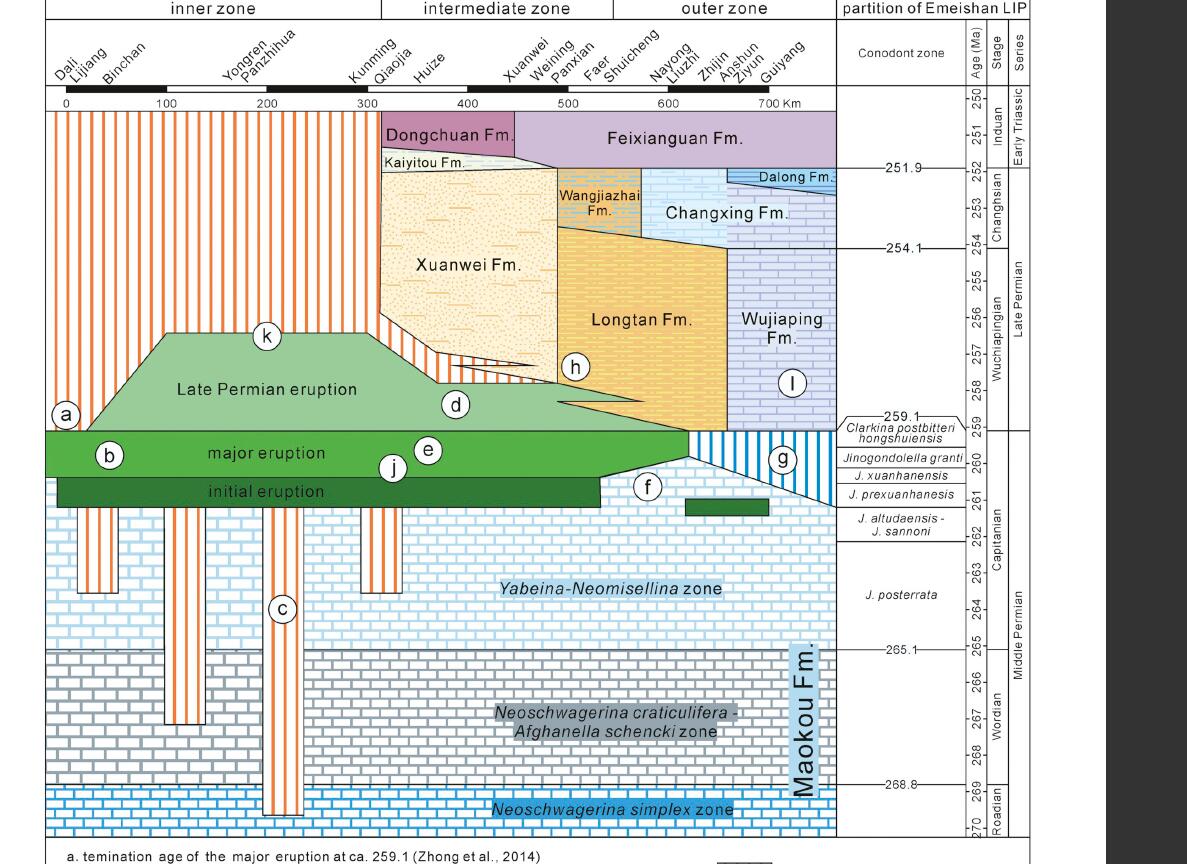 inner zone
intermediate zone
outer zone
partition of Emeishan LIP
Dali
Lijang
Binchan
Yongren
Panzhihua
Kunming
Qiaojia
Huize
Xuanwei
Weining
Panxian
Faer
Shuicheng
Nayong
Liuzhi
Zhijin
Anshun
Ziyun
Guiyang
Conodont zone
Age (Ma)
Stage
Series
0
100
200
300
400
500
600
700 Km
250
251
252
253
254
255
256
257
258
259
260
261
262
263
264
265
266
267
268
269
270
Induan
Changhsian
Wuchiapingian
Capitanian
Wordian
Roadian
Early Triassic
Late Permian
Middle Permian
Dongchuan Fm.
Feixianguan Fm.
Kaiyitou Fm.
251.9
Dalong Fm.
Wangjiazhai
Fm.
Changxing Fm.
254.1
Xuanwei Fm.
Longtan Fm.
Wujiaping
Fm.
k
h
l
Late Permian eruption
d
a
259.1
Clarkina postbitteri
hongshuiensis
b
major eruption
e
j
g
Jinogondolella granti
J. xuanhanensis
initial eruption
f
J. prexuanhanesis
J. altudaensis -
J. sannoni
Yabeina-Neomisellina zone
J. posterrata
c
265.1
Maokou Fm.
Neoschwagerina craticulifera -
Afghanella schencki zone
268.8
Neoschwagerina simplex zone
a. temination age of the major eruption at ca. 259.1 (Zhong et al., 2014)